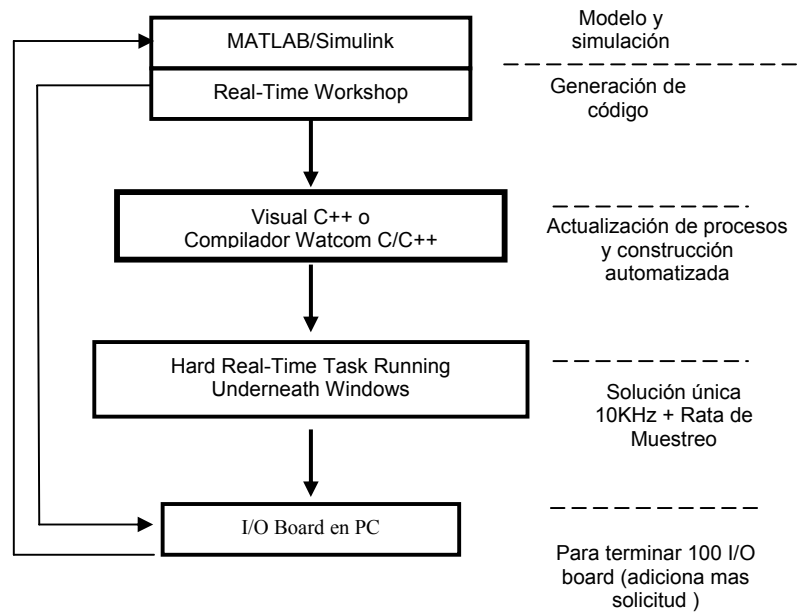 MATLAB/Simulink
Modelo y
simulación
Real-Time Workshop
Generación de
código
Visual C++ o
Compilador Watcom C/C++
Actualización de procesos
y construcción
automatizada
Hard Real-Time Task Running
Underneath Windows
Solución única
10KHz + Rata de
Muestreo
I/O Board en PC
Para terminar 100 I/O
board (adiciona mas
solicitud )